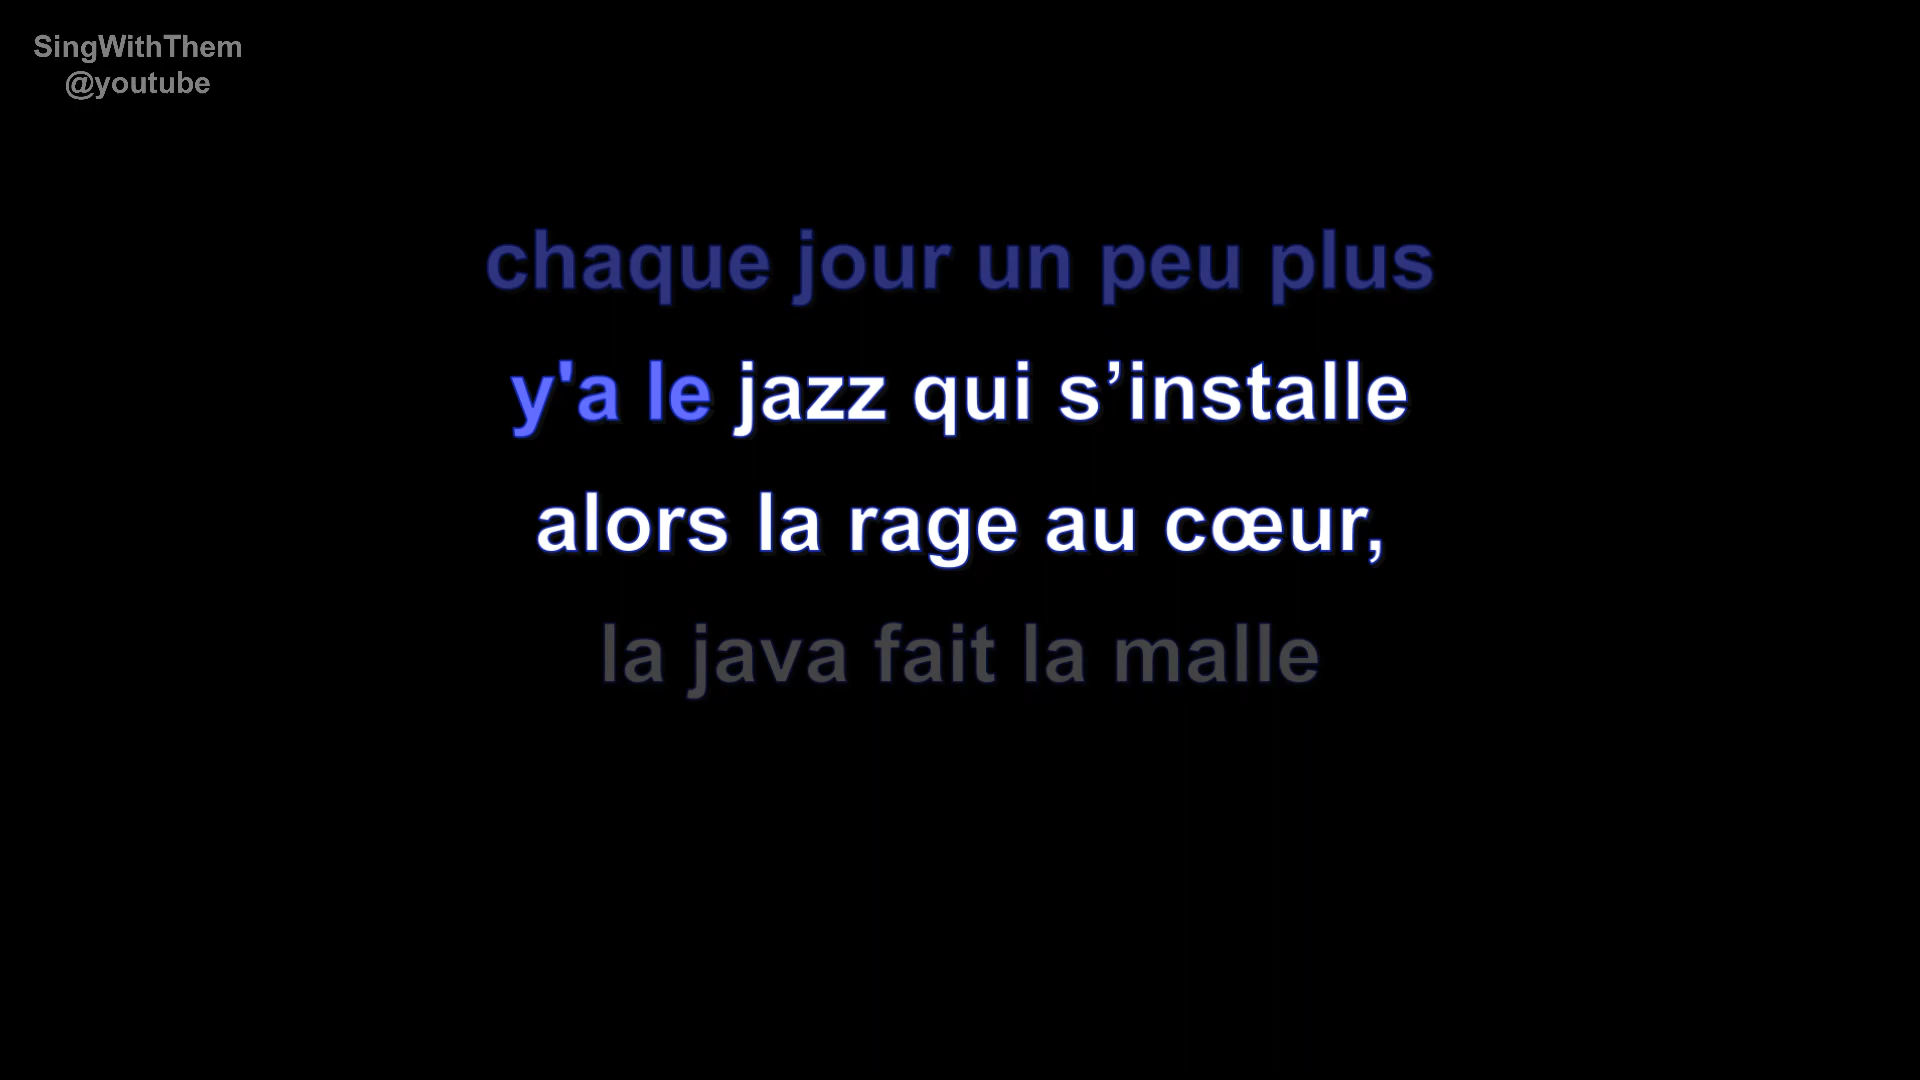 SingWithThem
@youtube
chaque jour un peu plus
y'a le jazz qui s’installe
alors la rage au cœur,
la java fait la malle